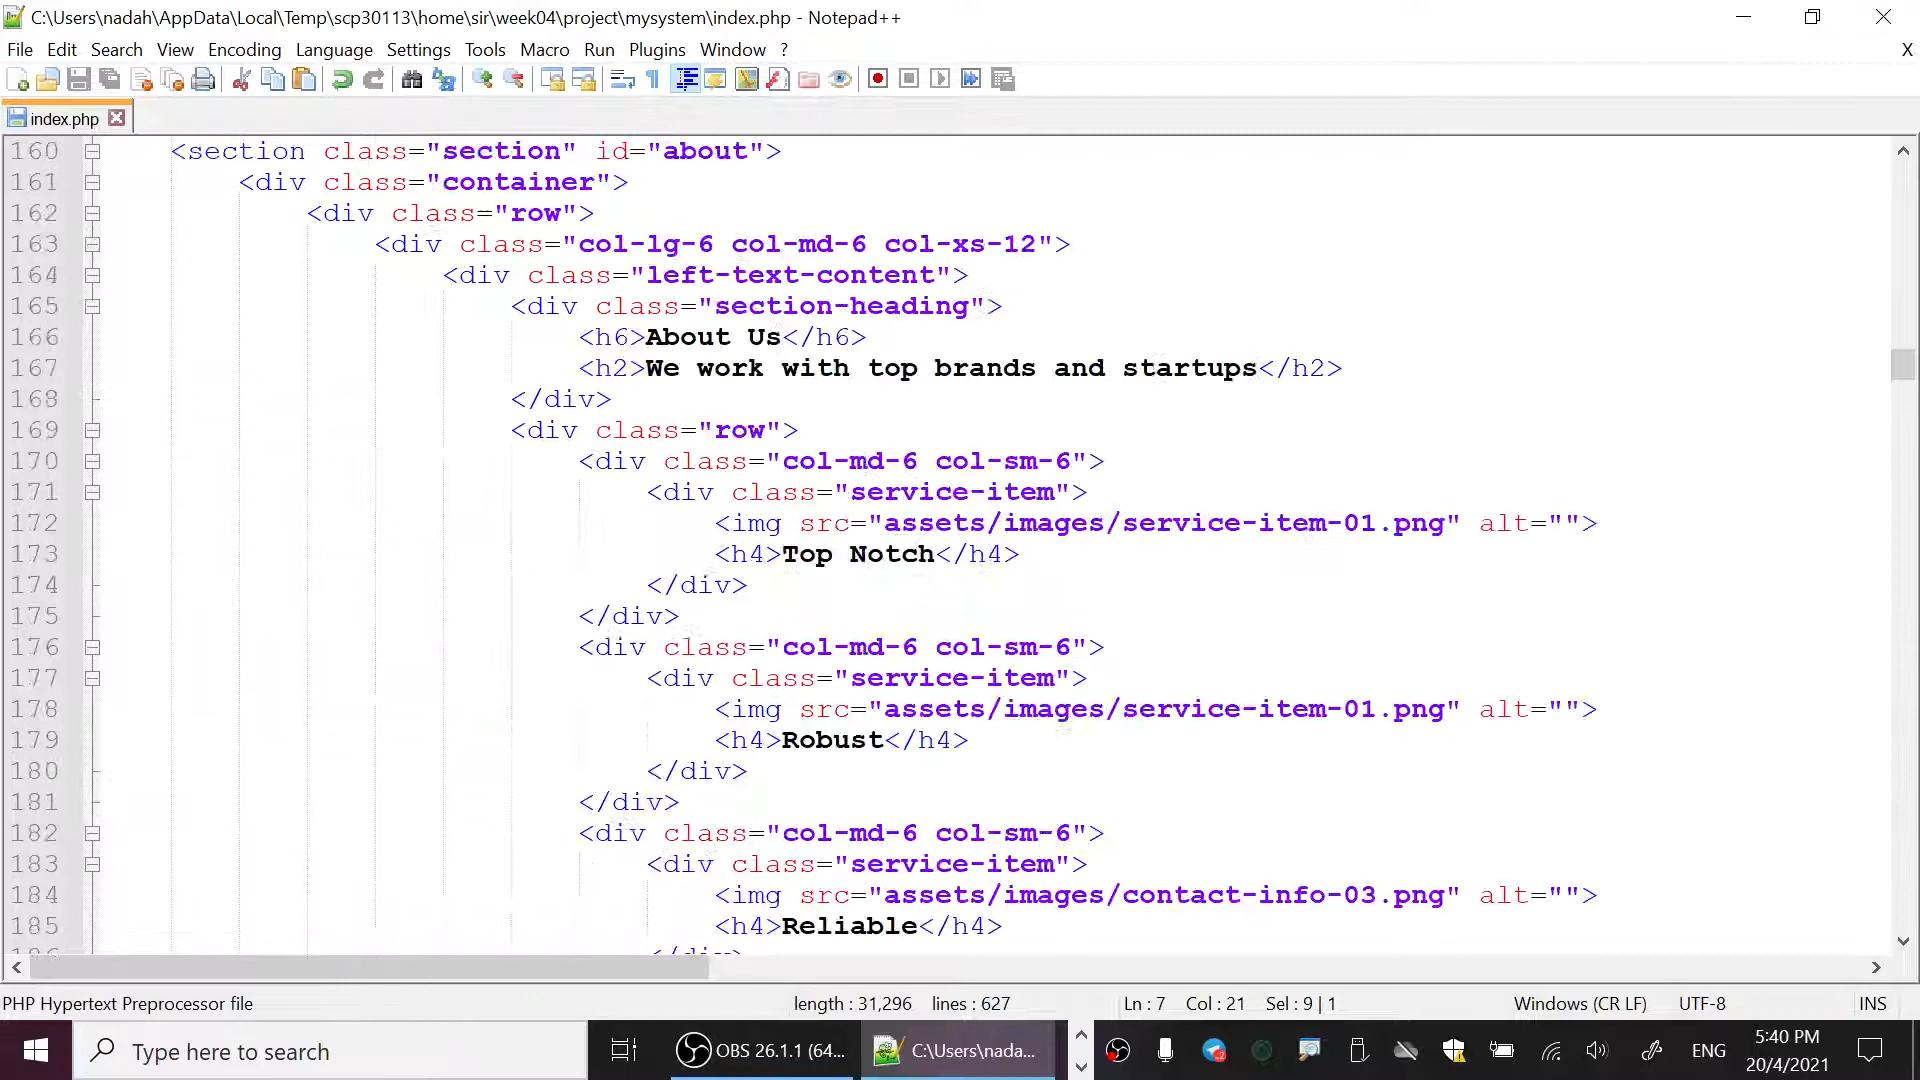 C:\Users\nadah\AppData\Local\Temp\scp30113\home\sir\week04\project\mysystem\index.php - Notepad++
File Edit Search View Encoding Language Settings Tools Macro Run Plugins Window ? X
index.php
160 <section class="section" id="about">
161 <div class="container">
162 <div class="row">
163 <div class="col-lg-6 col-md-6 col-xs-12">
164 <div class="left-text-content">
165 <div class="section-heading">
166 <h6>About Us</h6>
167 <h2>We work with top brands and startups</h2>
168 </div>
169 <div class="row">
170 <div class="col-md-6 col-sm-6">
171 <div class="service-item">
172 <img src="assets/images/service-item-01.png" alt="">
173 <h4>Top Notch</h4>
174 </div>
175 </div>
176 <div class="col-md-6 col-sm-6">
177 <div class="service-item">
178 <img src="assets/images/service-item-01.png" alt="">
179 <h4>Robust</h4>
180 </div>
181 </div>
182 <div class="col-md-6 col-sm-6">
183 <div class="service-item">
184 <img src="assets/images/contact-info-03.png" alt="">
185 <h4>Reliable</h4>
186 </div>
PHP Hypertext Preprocessor file length : 31,296 lines : 627 Ln : 7 Col : 21 Sel : 9 | 1 Windows (CR LF) UTF-8 INS
Type here to search OBS 26.1.1 (64... C:\Users\nada... ENG 5:40 PM
20/4/2021